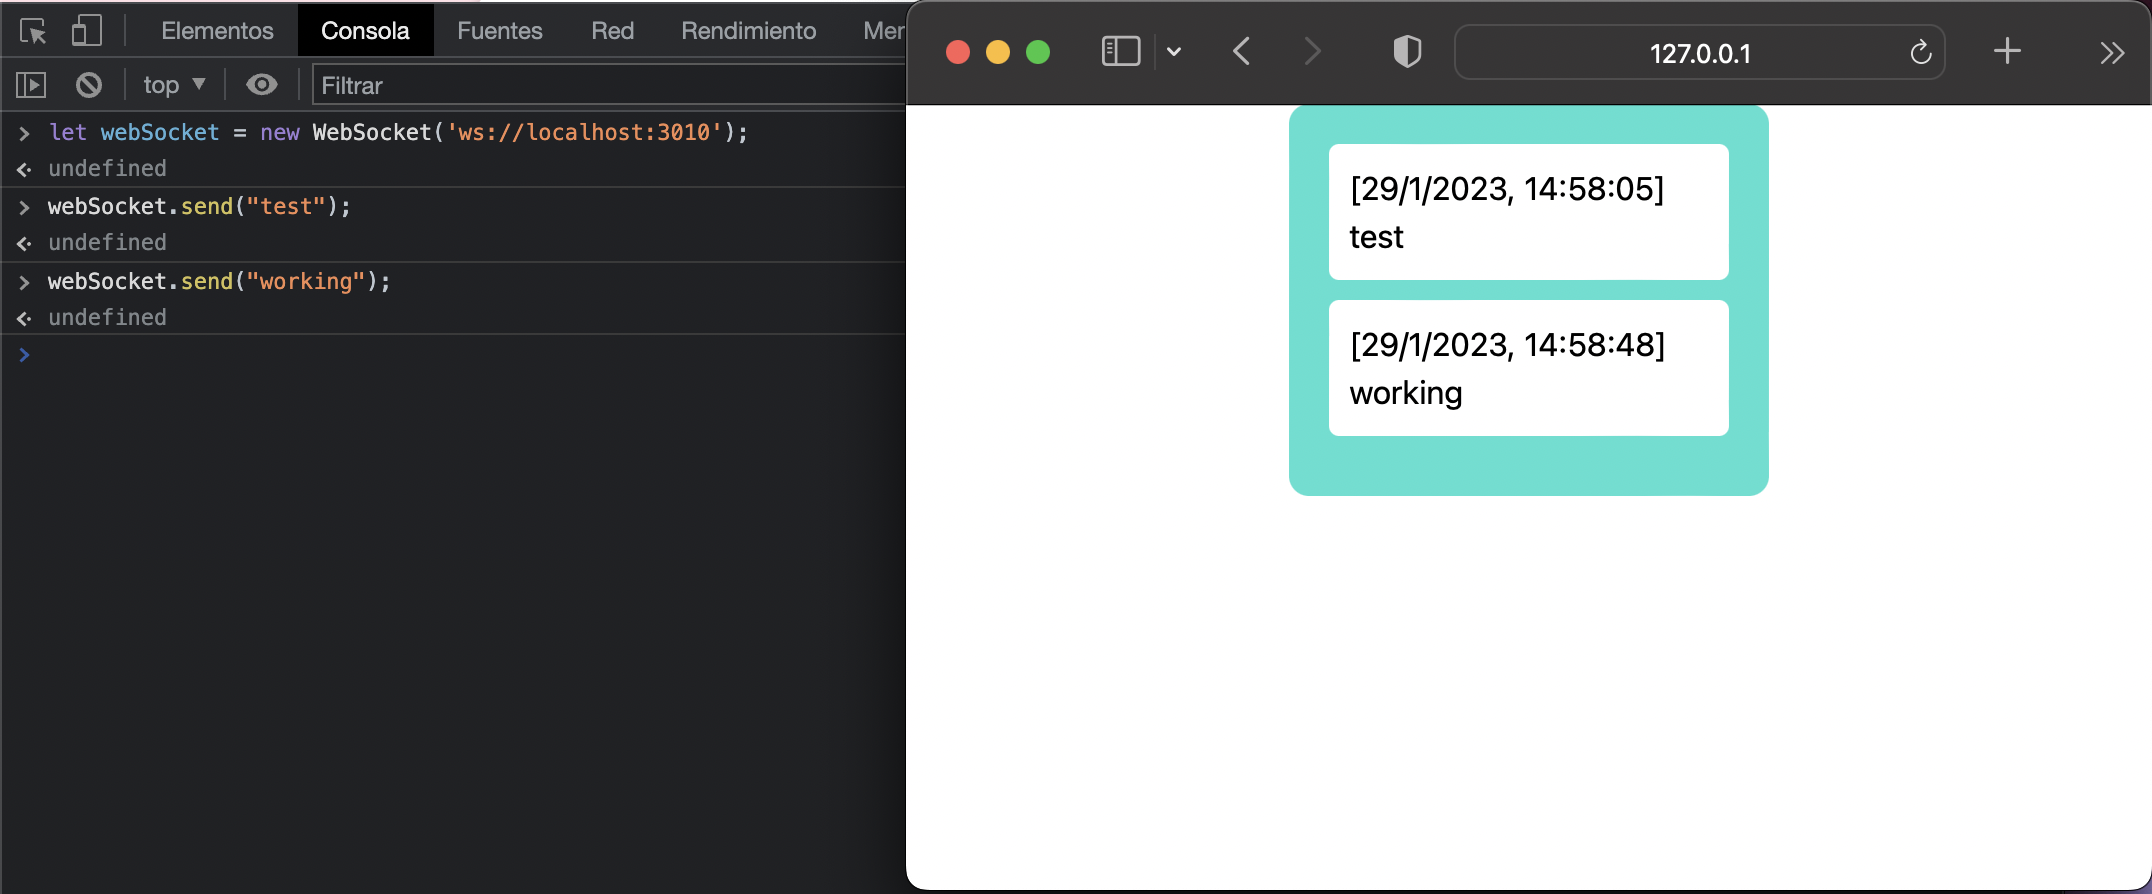 Elementos Consola Fuentes Red Rendimiento
top ▼ Filtrar
> let webSocket = new WebSocket('ws://localhost:3010');
undefined
> webSocket.send("test");
undefined
> webSocket.send("working");
undefined
>
127.0.0.1
[29/1/2023, 14:58:05]
test
[29/1/2023, 14:58:48]
working